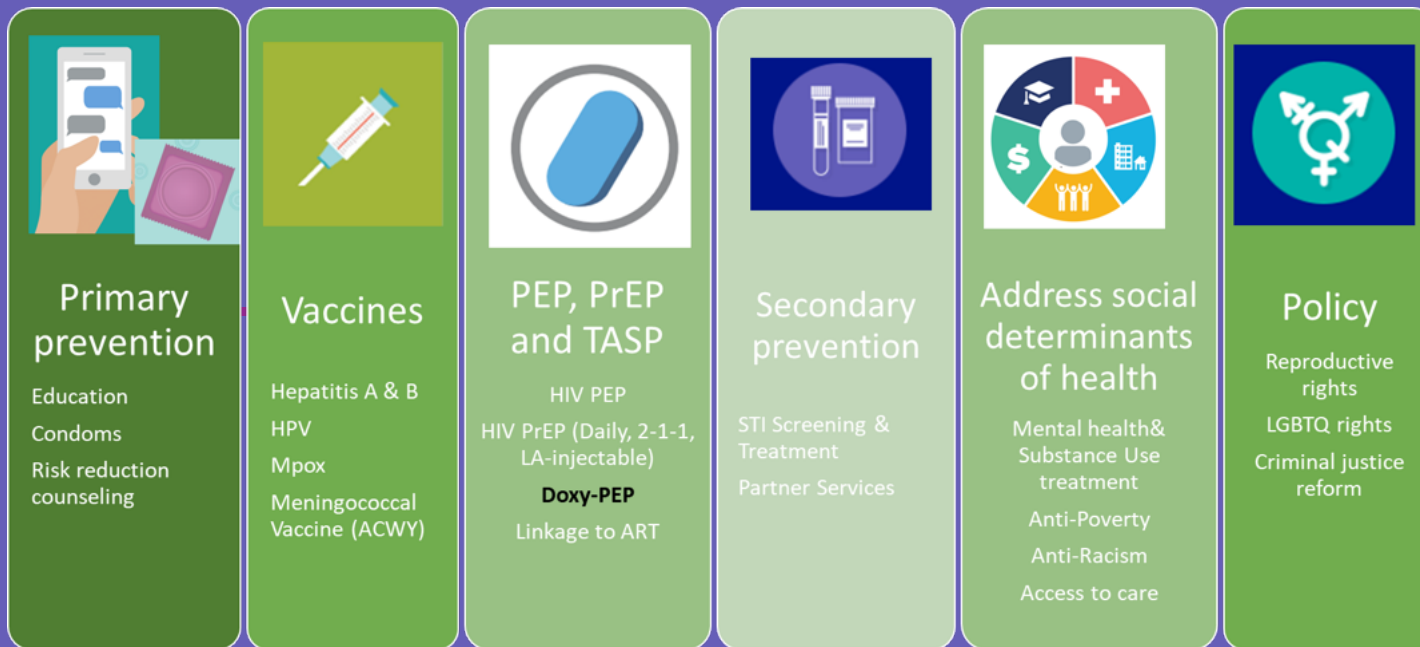 Primary
prevention
Education
Condoms
Risk reduction
counseling
Vaccines
Hepatitis A & B
HPV
Mpox
Meningococcal
Vaccine (ACWY)
PEP, PrEP
and TASP
HIV PEP
HIV PrEP (Daily, 2-1-1,
LA-injectable)
Doxy-PEP
Linkage to ART
Secondary
prevention
STI Screening &
Treatment
Partner Services
Address social
determinants
of health
Mental health&
Substance Use
treatment
Anti-Poverty
Anti-Racism
Access to care
Policy
Reproductive
rights
LGBTQ rights
Criminal justice
reform